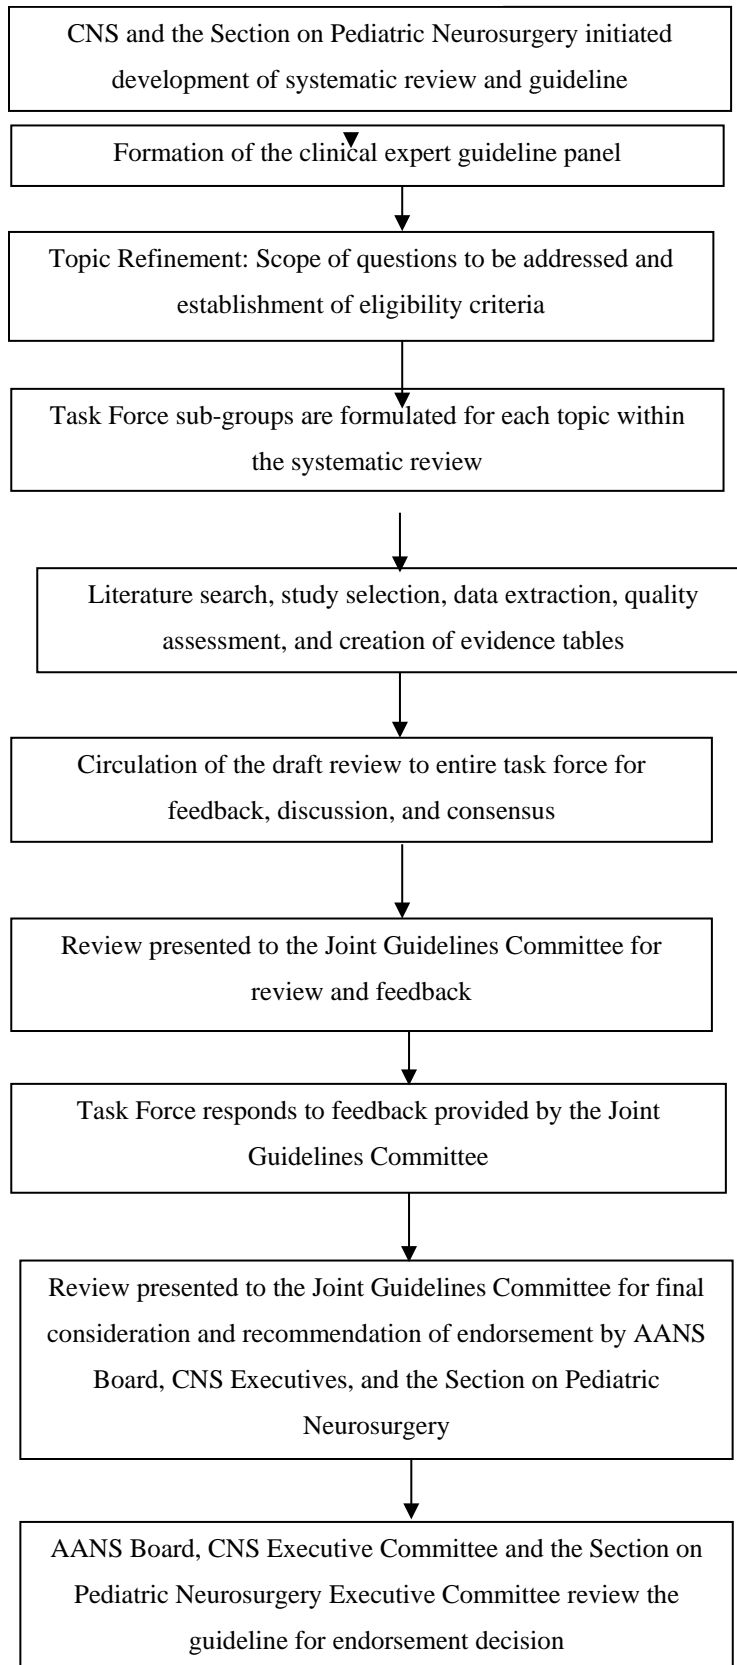 CNS and the Section on Pediatric Neurosurgery initiated
development of systematic review and guideline
Formation of the clinical expert guideline panel
Topic Refinement: Scope of questions to be addressed and
establishment of eligibility criteria
Task Force sub-groups are formulated for each topic within
the systematic review
Literature search, study selection, data extraction, quality
assessment, and creation of evidence tables
Circulation of the draft review to entire task force for
feedback, discussion, and consensus
Review presented to the Joint Guidelines Committee for
review and feedback
Task Force responds to feedback provided by the Joint
Guidelines Committee
Review presented to the Joint Guidelines Committee for final
consideration and recommendation of endorsement by AANS
Board, CNS Executives, and the Section on Pediatric
Neurosurgery
AANS Board, CNS Executive Committee and the Section on
Pediatric Neurosurgery Executive Committee review the
guideline for endorsement decision